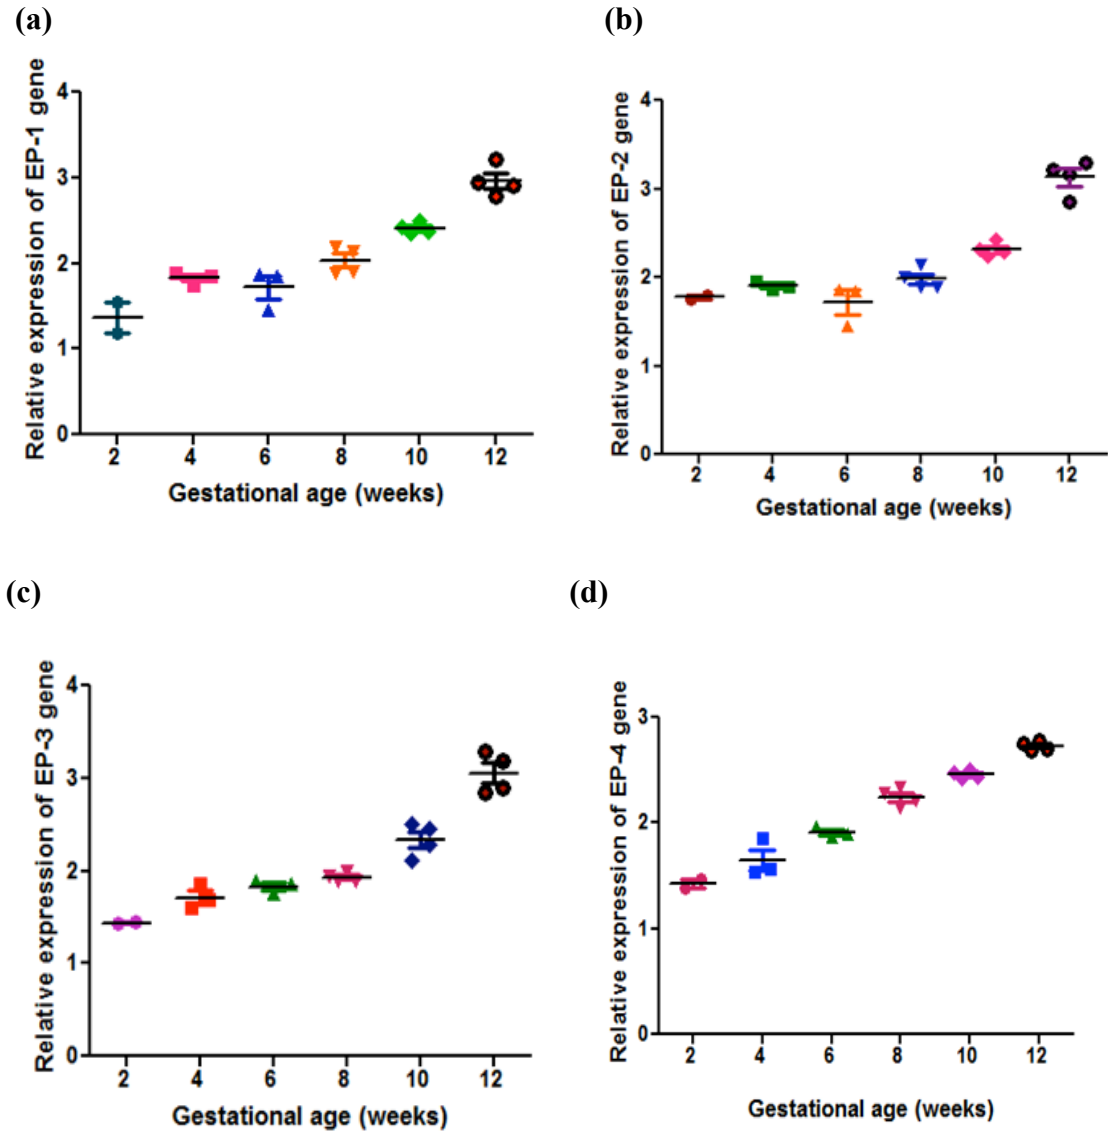 (a)
Relative expression of EP-1 gene
4
3
2
1
0
2 4 6 8 10 12
Gestational age (weeks)
(b)
Relative expression of EP-2 gene
4
3
2
1
0
2 4 6 8 10 12
Gestational age (weeks)
(c)
Relative expression of EP-3 gene
4
3
2
1
0
2 4 6 8 10 12
Gestational age (weeks)
(d)
Relative expression of EP-4 gene
3
2
1
0
2 4 6 8 10 12
Gestational age (weeks)